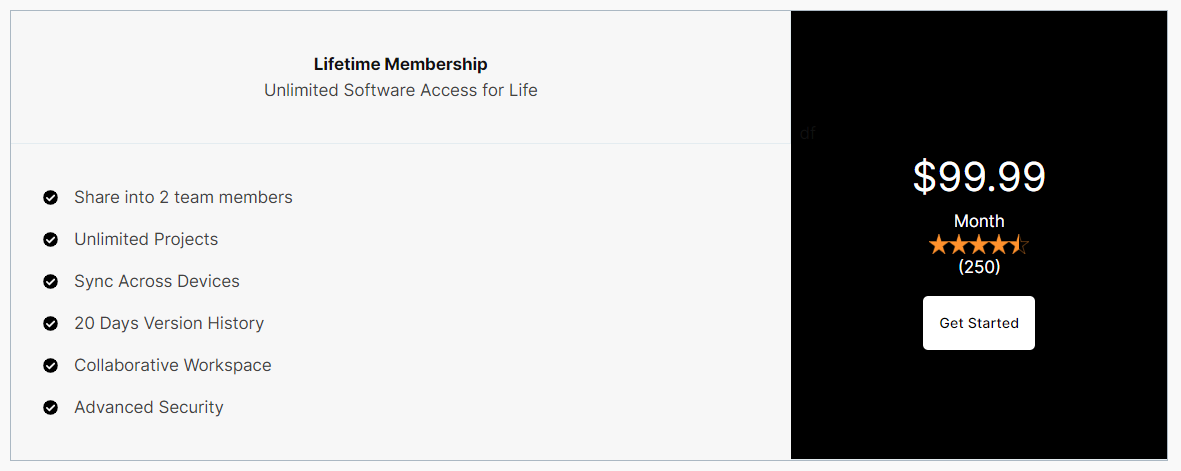 Lifetime Membership
Unlimited Software Access for Life
Share into 2 team members
Unlimited Projects
Sync Across Devices
20 Days Version History
Collaborative Workspace
Advanced Security
df
$99.99
Month
(250)
Get Started